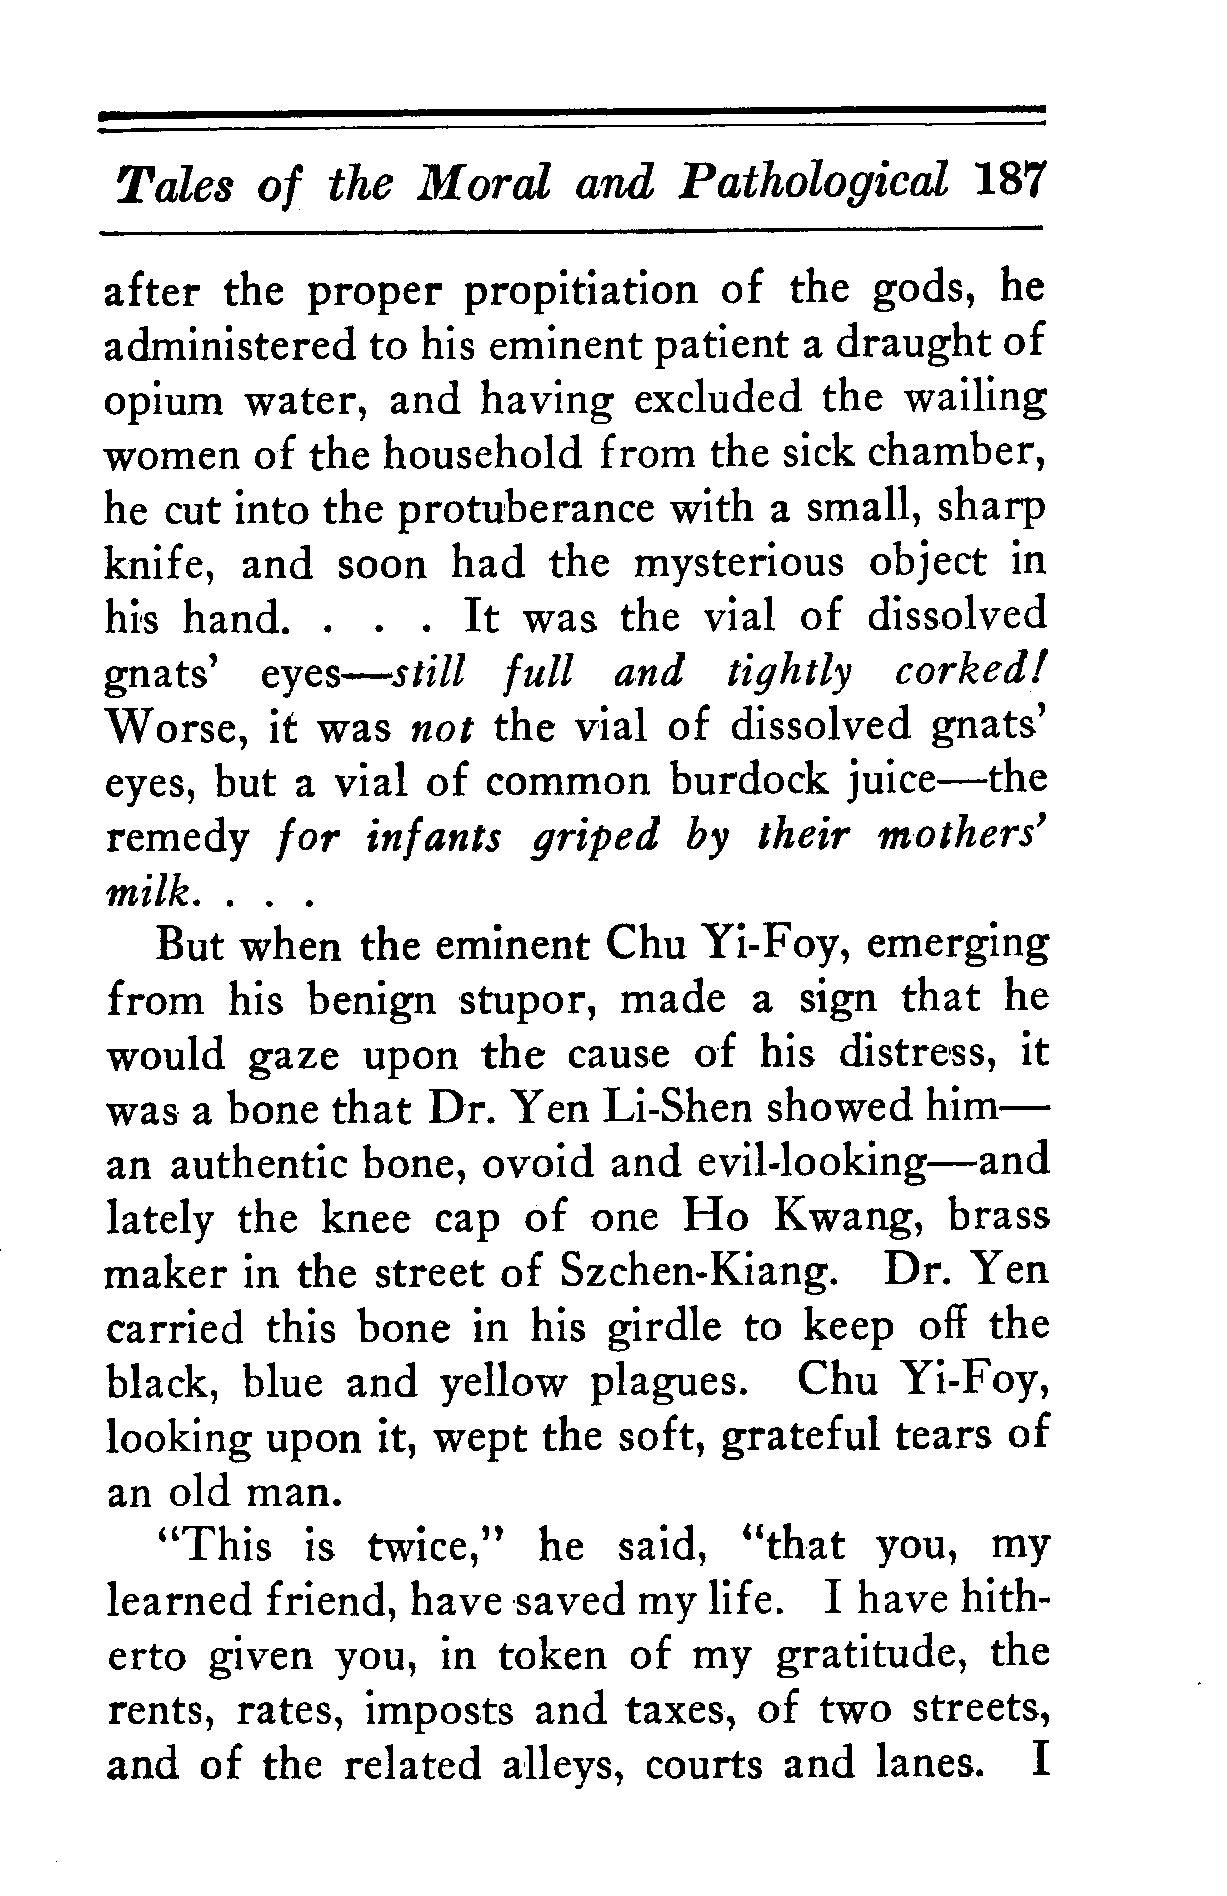 Tales of the Moral and Pathological 187
after the proper propitiation of the gods, he
administered to his eminent patient a draught of
opium water, and having excluded the wailing
women of the household from the sick chamber,
he cut into the protuberance with a small, sharp
knife, and soon had the mysterious object in
his hand. . . . It was the vial of dissolved
gnats' eyes—still full and tightly corked!
Worse, it was not the vial of dissolved gnats'
eyes, but a vial of common burdock juice—the
remedy for infants griped by their mothers'
milk. . . .
But when the eminent Chu Yi-Foy, emerging
from his benign stupor, made a sign that he
would gaze upon the cause of his distress, it
was a bone that Dr. Yen Li-Shen showed him—
an authentic bone, ovoid and evil-looking—and
lately the knee cap of one Ho Kwang, brass
maker in the street of Szchen-Kiang. Dr. Yen
carried this bone in his girdle to keep off the
black, blue and yellow plagues. Chu Yi-Foy,
looking upon it, wept the soft, grateful tears of
an old man.
"This is twice," he said, "that you, my
learned friend, have saved my life. I have hith-
erto given you, in token of my gratitude, the
rents, rates, imposts and taxes, of two streets,
and of the related alleys, courts and lanes. I